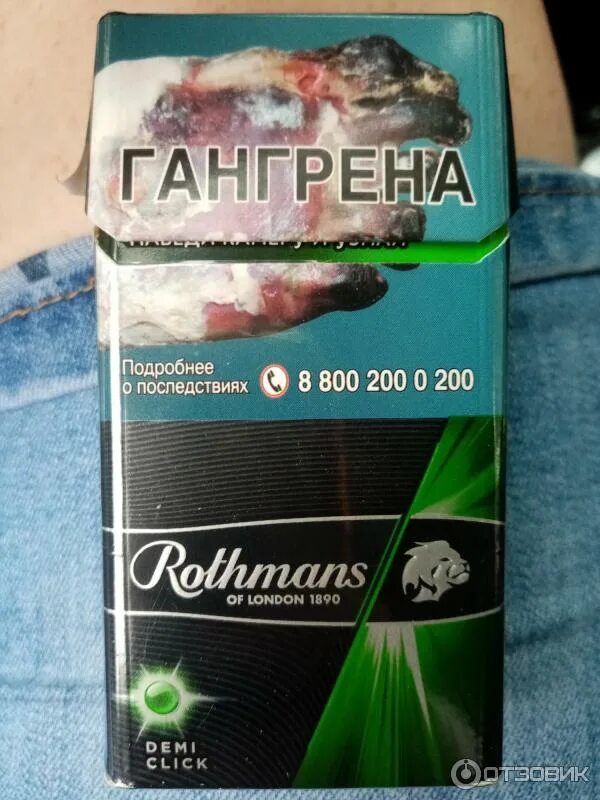 ГАНГРЕНА
Подробнее
о последствиях 8 800 200 0 200
Rothmans
OF LONDON 1890
DEMI
CLICK
ОТЗОВИК